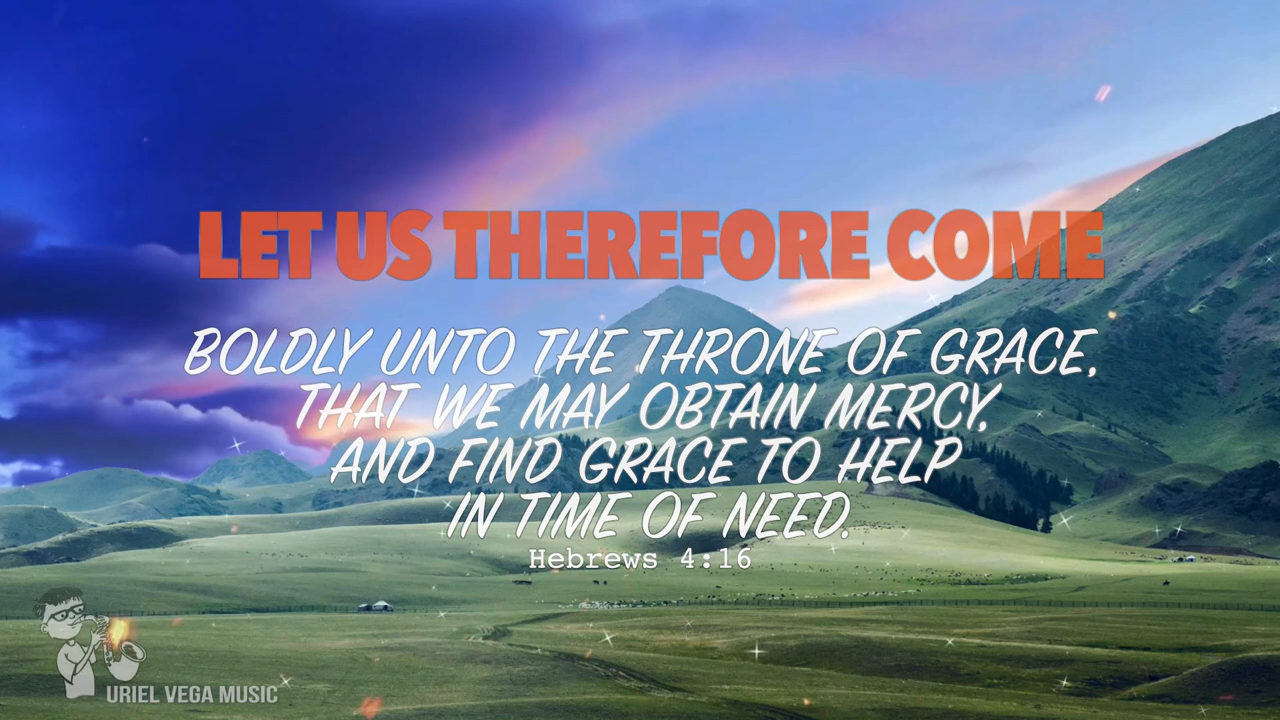 LET US THEREFORE COME
BOLDLY UNTO THE THRONE OF GRACE,
THAT WE MAY OBTAIN MERCY,
AND FIND GRACE TO HELP
IN TIME OF NEED.
Hebrews 4:16
URIEL VEGA MUSIC